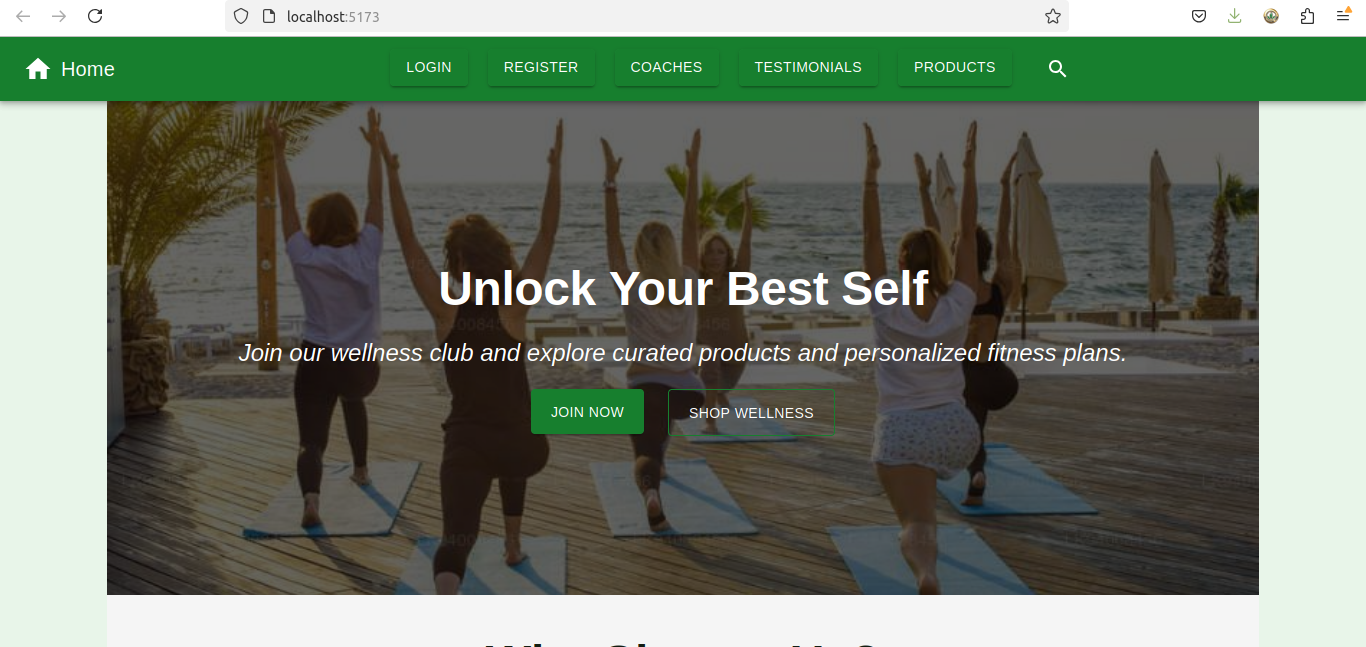 localhost:5173
Home
LOGIN REGISTER COACHES TESTIMONIALS PRODUCTS
Unlock Your Best Self
Join our wellness club and explore curated products and personalized fitness plans.
JOIN NOW SHOP WELLNESS